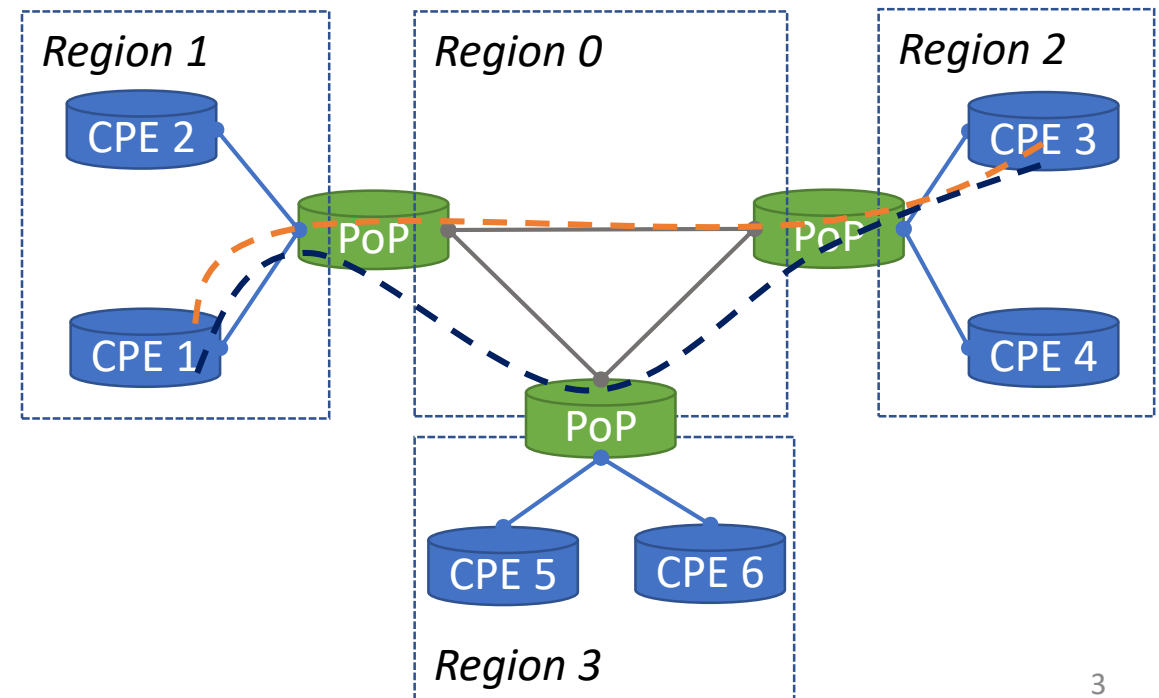 Region 1
Region 0
Region 2
CPE 2
CPE 3
PoP
PoP
CPE 1
CPE 4
PoP
CPE 5
CPE 6
Region 3
3